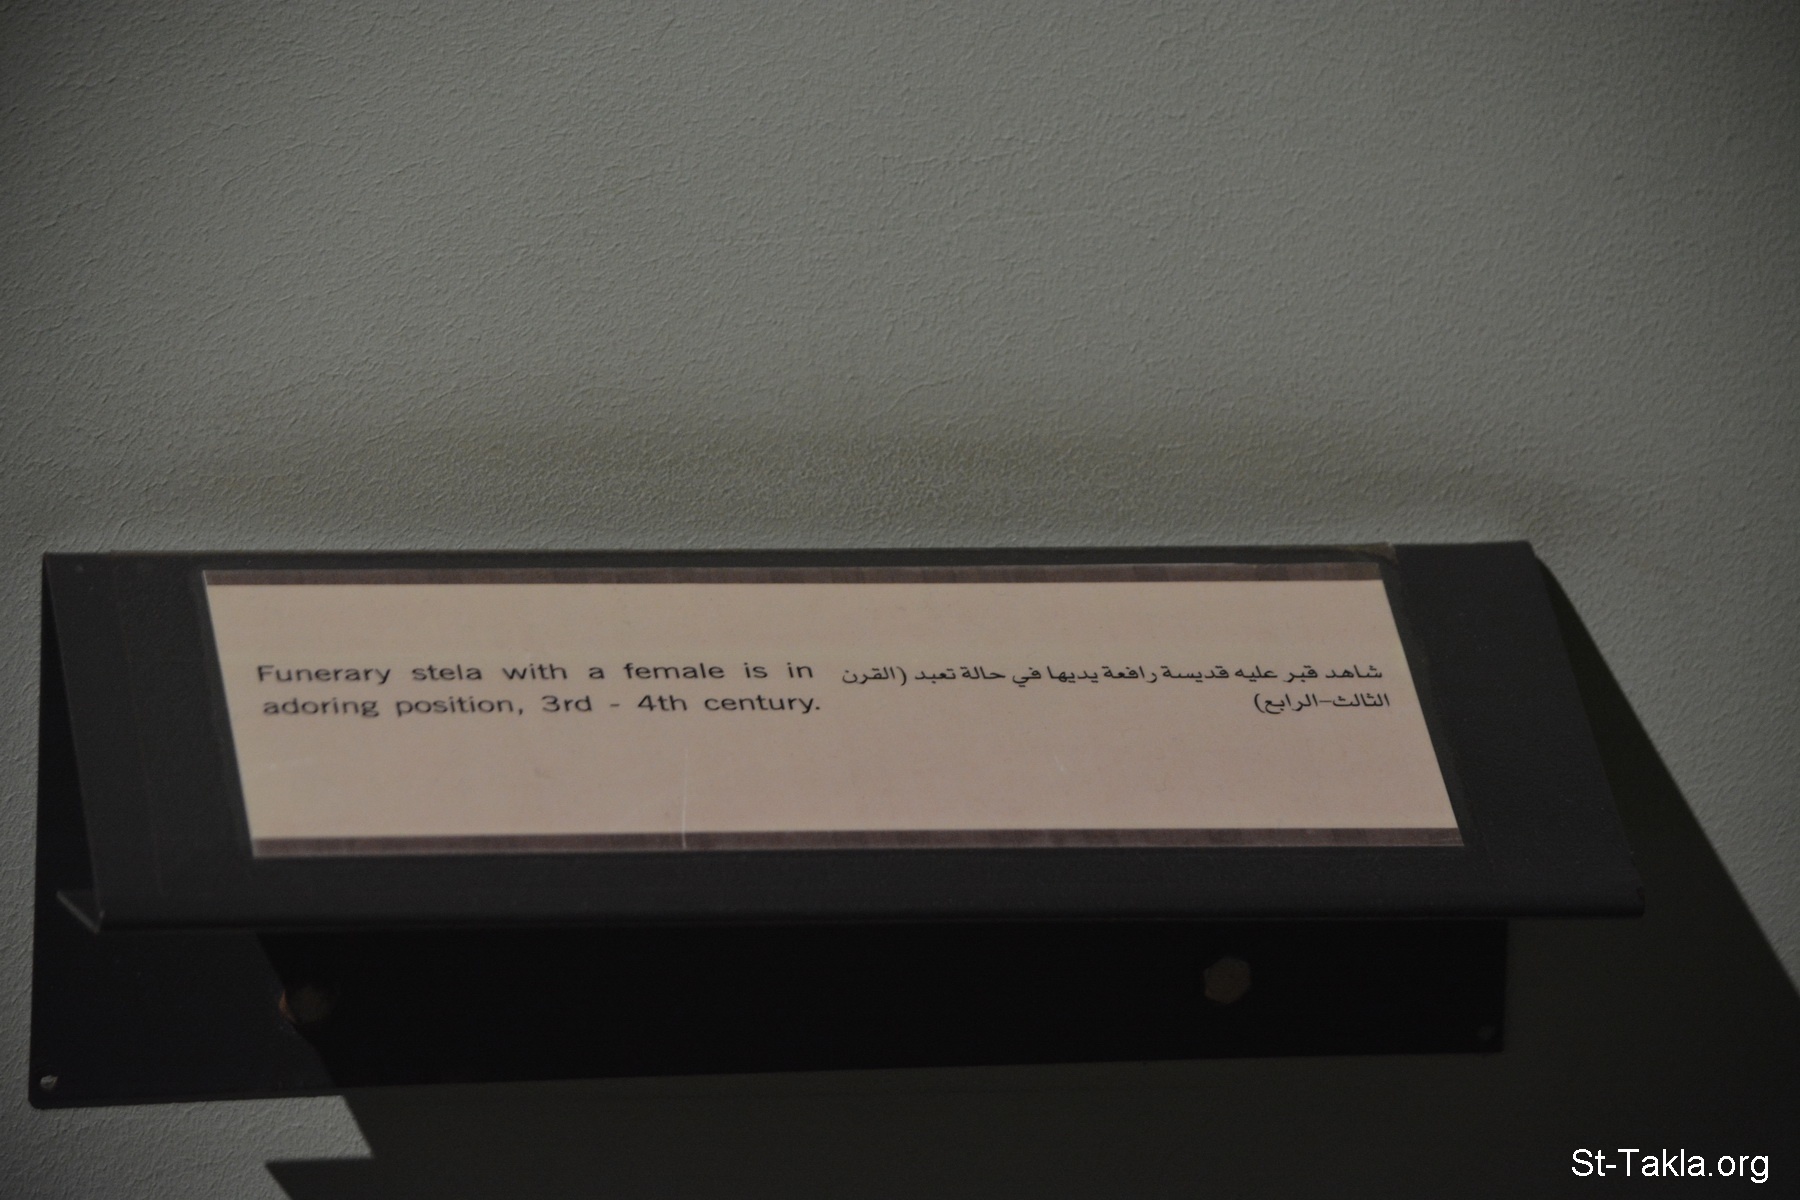 Funerary stela with a female is in
adoring position, 3rd - 4th century.
شاهد قبر عليه قديسة رافعة يديها في حالة تعبد (القرن
الثالث-الرابع)
St-Takla.org